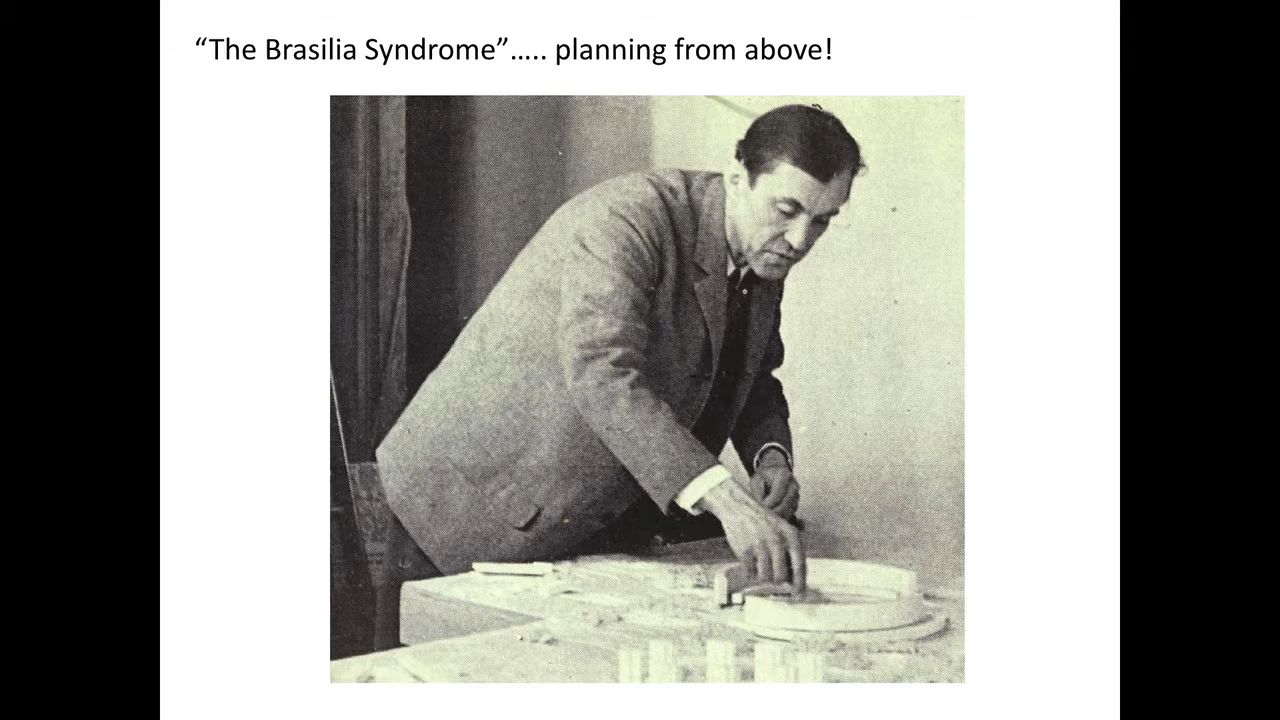 “The Brasilia Syndrome”..... planning from above!